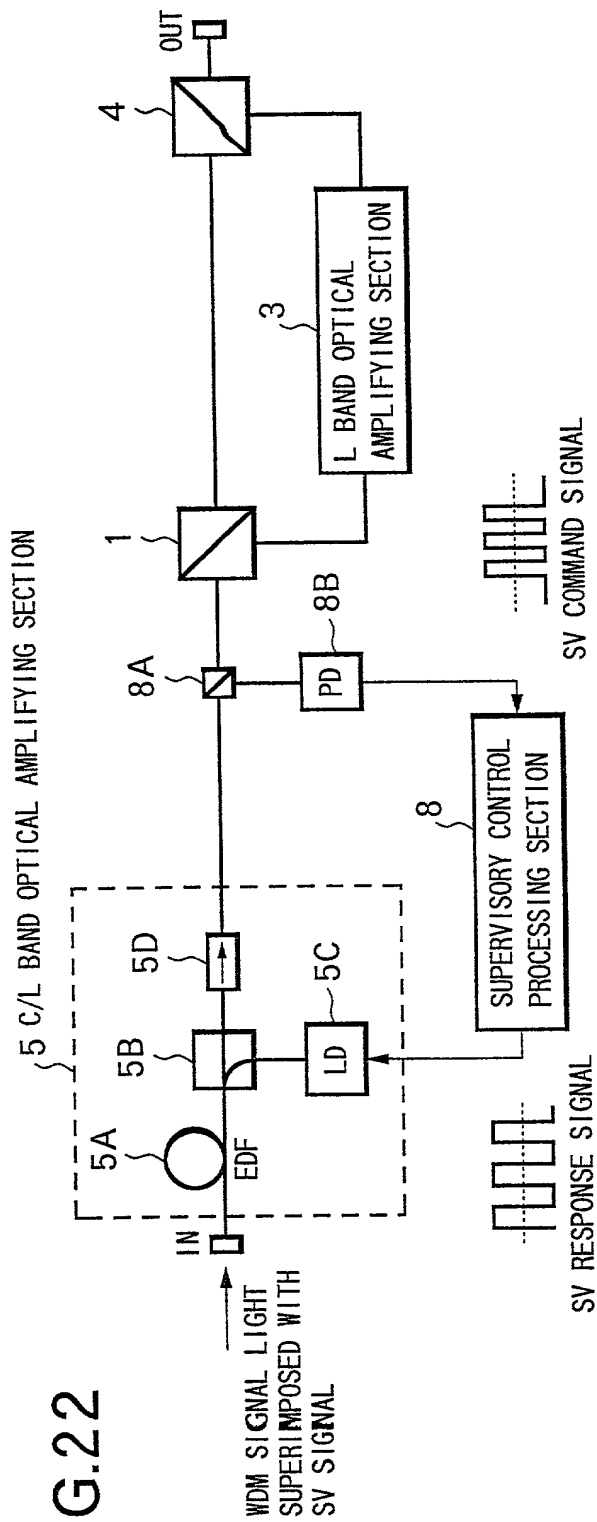 G.22
WDM SIGNAL LIGHT
SUPERIMPOSED WITH
SV SIGNAL
IN
5 C/L BAND OPTICAL AMPLIFYING SECTION
5A
EDF
5B
5D
5C
LD
8A
8B
PD
1
3
L BAND OPTICAL
AMPLIFYING SECTION
4
OUT
8
SUPERVISORY CONTROL
PROCESSING SECTION
SV RESPONSE SIGNAL
SV COMMAND SIGNAL